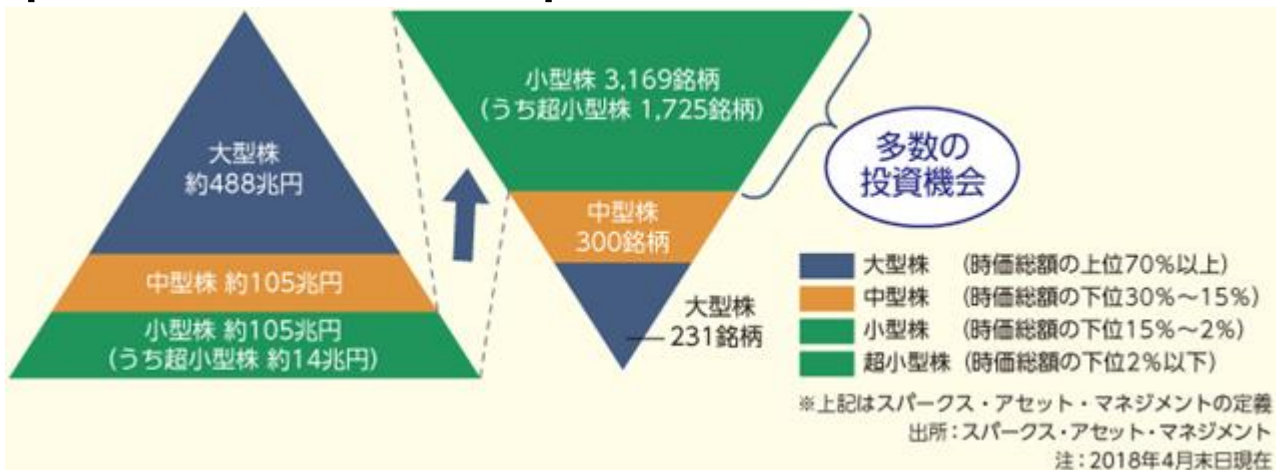 大型株
約488兆円
中型株 約105兆円
小型株 約105兆円
(うち超小型株 約14兆円)
小型株 3,169銘柄
(うち超小型株 1,725銘柄)
中型株
300銘柄
大型株
231銘柄
多数の
投資機会
大型株 (時価総額の上位70%以上)
中型株 (時価総額の下位30%~15%)
小型株 (時価総額の下位15%~2%)
超小型株 (時価総額の下位2%以下)
※上記はスパークス・アセット・マネジメントの定義
出所:スパークス・アセット・マネジメント
注:2018年4月末日現在